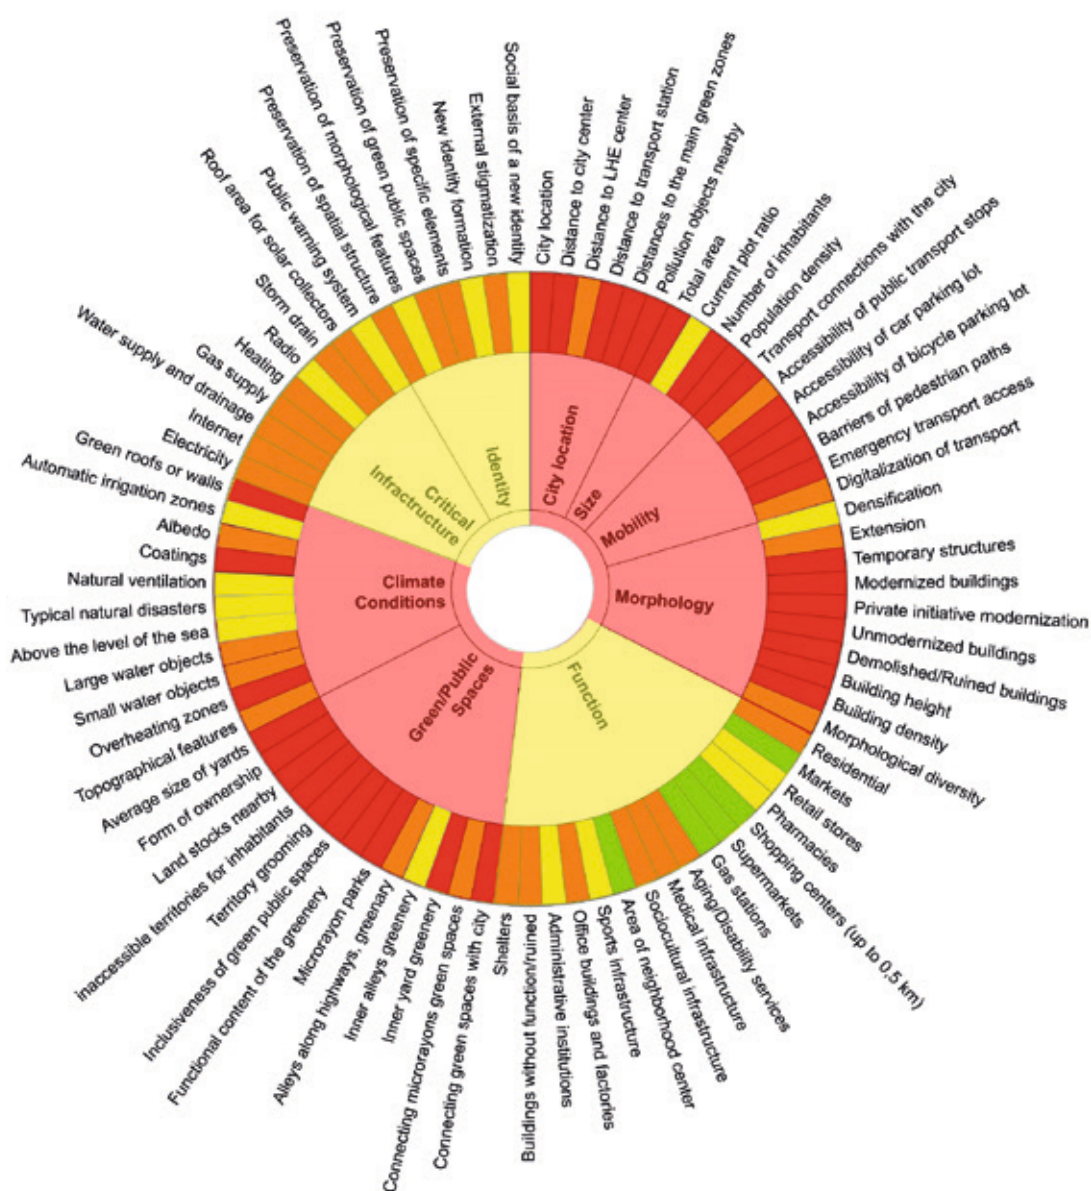 City location
Distance to city center
Distance to LHE center
Distance to transport station
Distances to the main green zones
Pollution objects nearby
Total area
Current plot ratio
Number of inhabitants
Population density
Transport connections with the city
Accessibility of public transport stops
Accessibility of car parking lot
Accessibility of bicycle parking lot
Barriers of pedestrian paths
Emergency transport access
Digitalization of transport
Densification
Extension
Temporary structures
Modernized buildings
Private initiative modernization
Unmodernized buildings
Demolished/Ruined buildings
Building height
Building density
Morphological diversity
Residential
Markets
Retail stores
Pharmacies
Shopping centers (up to 0,5 km)
Supermarkets
Gas stations
Aging/Disability services
Medical infrastructure
Sociocultural infrastructure
Area of neighborhood center
Sports infrastructure
Office buildings and factories
Administrative institutions
Buildings without function/ruined
Shelters
Connecting green spaces with city
Connecting microrayons green spaces
Inner yard greenery
Inner alleys greenery
Alleys along highways, greenary
Microrayon parks
Functional content of the greenery
Inclusiveness of green public spaces
Territory grooming
inaccessible territories for inhabitants
Land stocks nearby
Form of ownership
Average size of yards
Topographical features
Overheating zones
Small water objects
Large water objects
Above the level of the sea
Typical natural disasters
Natural ventilation
Coatings
Albedo
Automatic irrigation zones
Green roofs or walls
Electricity
Internet
Water supply and drainage
Gas supply
Heating
Radio
Storm drain
Roof area for solar collectors
Public warning system
Preservation of spatial structure
Preservation of morphological features
Preservation of green public spaces
Preservation of specific elements
New identity formation
External stigmatization
Social basis of a new identity
City location
Size
Mobility
Morphology
Function
Green/Public
Spaces
Climate
Conditions
Critical
Infractructure
Identity